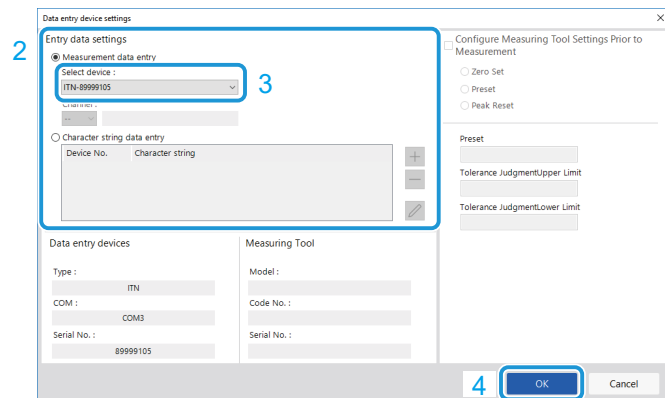 Data entry device settings
×
2
Entry data settings
Measurement data entry
Select device :
ITN-89999105
3
Channel :
--
Character string data entry
Device No. Character string
+
−
Data entry devices
Type :
ITN
COM :
COM3
Serial No. :
89999105
Measuring Tool
Model :
Code No. :
Serial No. :
Configure Measuring Tool Settings Prior to
Measurement
Zero Set
Preset
Peak Reset
Preset
Tolerance JudgmentUpper Limit
Tolerance JudgmentLower Limit
4
OK
Cancel